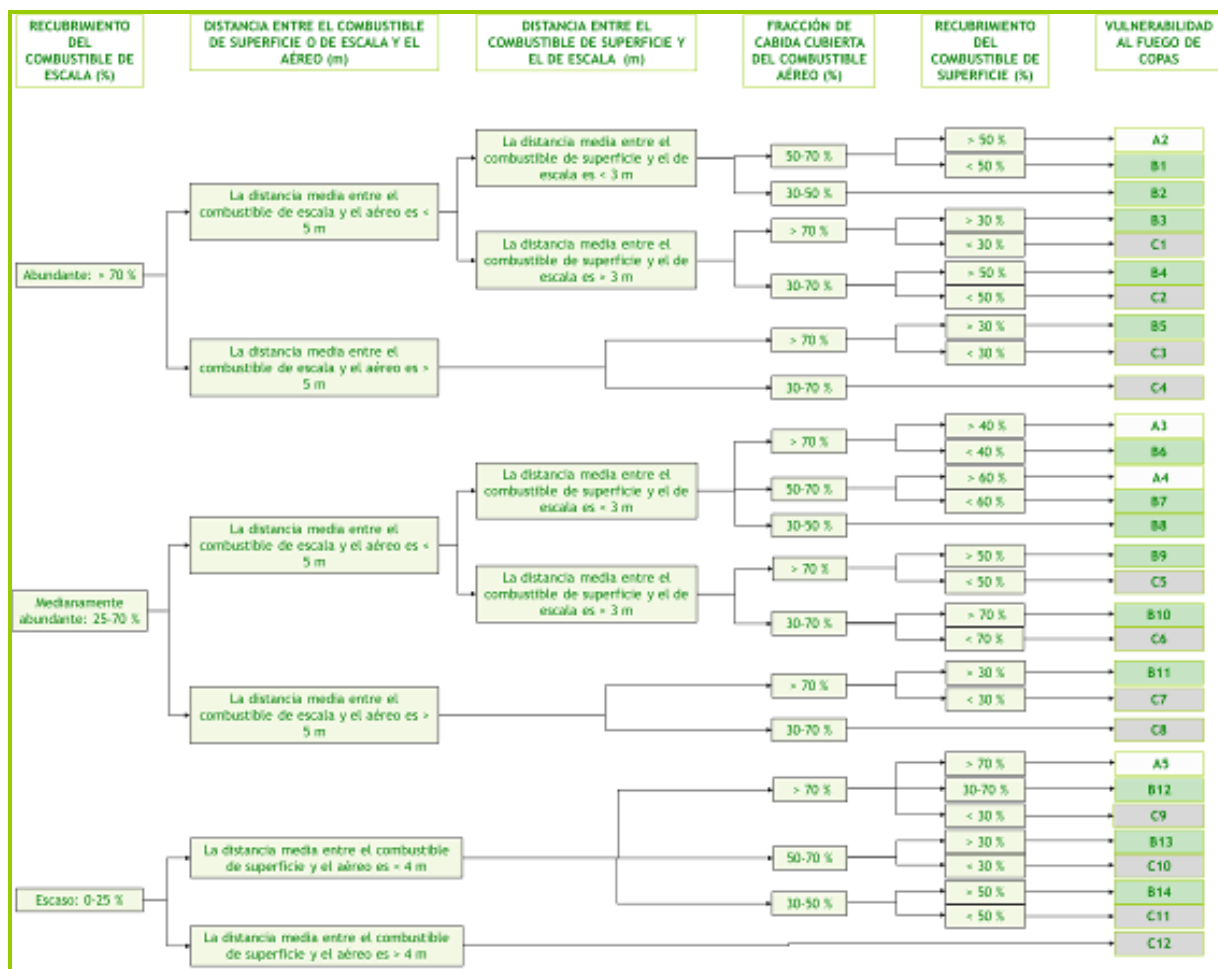 RECUBRIMIENTO
DEL
COMBUSTIBLE DE
ESCALA (%)
DISTANCIA ENTRE EL COMBUSTIBLE
DE SUPERFICIE O DE ESCALA Y EL
AÉREO (m)
DISTANCIA ENTRE EL
COMBUSTIBLE DE SUPERFICIE Y
EL DE ESCALA (m)
FRACCIÓN DE
CABIDA CUBIERTA
DEL COMBUSTIBLE
AÉREO (%)
RECUBRIMIENTO
DEL
COMBUSTIBLE DE
SUPERFICIE (%)
VULNERABILIDAD
AL FUEGO DE
COPAS
Abundante: > 70 %
La distancia media entre el
combustible de escala y el aéreo es <
5 m
La distancia media entre el
combustible de superficie y el de
escala es < 3 m
50-70 %
> 50 %
A2
< 50 %
B1
30-50 %
B2
La distancia media entre el
combustible de superficie y el de
escala es > 3 m
> 70 %
> 30 %
B3
< 30 %
C1
30-70 %
> 50 %
B4
< 50 %
C2
La distancia media entre el
combustible de escala y el aéreo es >
5 m
> 70 %
> 30 %
B5
< 30 %
C3
30-70 %
C4
Medianamente
abundante: 25-70 %
La distancia media entre el
combustible de escala y el aéreo es <
5 m
La distancia media entre el
combustible de superficie y el de
escala es < 3 m
> 70 %
> 40 %
A3
< 40 %
B6
50-70 %
> 60 %
A4
< 60 %
B7
30-50 %
B8
La distancia media entre el
combustible de superficie y el de
escala es > 3 m
> 70 %
> 50 %
B9
< 50 %
C5
30-70 %
> 70 %
B10
< 70 %
C6
La distancia media entre el
combustible de escala y el aéreo es >
5 m
> 70 %
> 30 %
B11
< 30 %
C7
30-70 %
C8
Escaso: 0-25 %
La distancia media entre el combustible
de superficie y el aéreo es < 4 m
> 70 %
> 70 %
A5
30-70 %
B12
< 30 %
C9
50-70 %
> 30 %
B13
< 30 %
C10
30-50 %
> 50 %
B14
< 50 %
C11
La distancia media entre el combustible
de superficie y el aéreo es > 4 m
C12